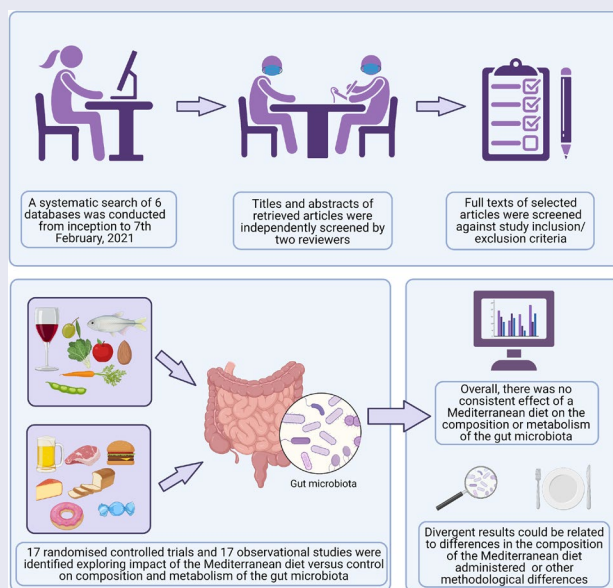 A systematic search of 6
databases was conducted
from inception to 7th
February, 2021
Titles and abstracts of
retrieved articles were
independently screened by
two reviewers
Full texts of selected
articles were screened
against study inclusion/
exclusion criteria
Gut microbiota
17 randomised controlled trials and 17 observational studies were
identified exploring impact of the Mediterranean diet versus control
on composition and metabolism of the gut microbiota
Overall, there was no
consistent effect of a
Mediterranean diet on the
composition or metabolism
of the gut microbiota
Divergent results could be related
to differences in the composition
of the Mediterranean diet
administered or other
methodological differences